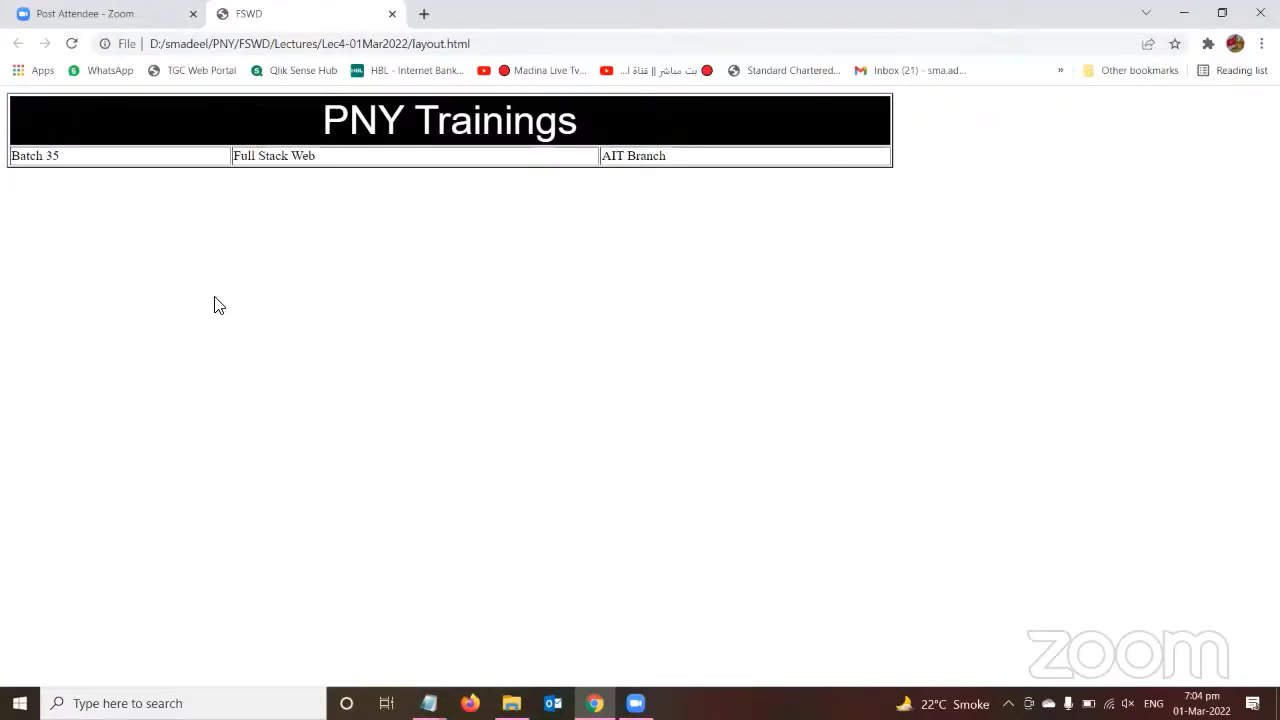 Post Attendee - Zoom
FSWD
File | D:/smadeel/PNY/FSWD/Lectures/Lec4-01Mar2022/layout.html
Apps
WhatsApp
TGC Web Portal
Qlik Sense Hub
HBL - Internet Bank...
Madina Live Tv...
بث مباشر || قناة ا...
Standard Chartered...
Inbox (21) - sma.ad...
»
Other bookmarks
Reading list
PNY Trainings
Batch 35
Full Stack Web
AIT Branch
zoom
Type here to search
22°C Smoke
ENG
7:04 pm
01-Mar-2022